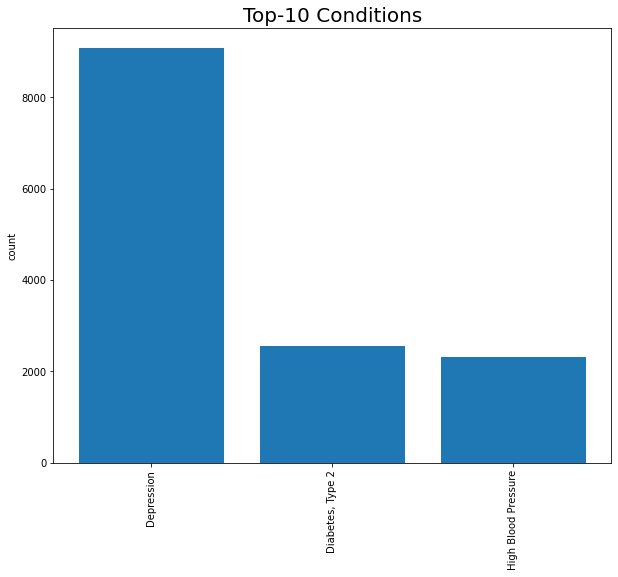 Top-10 Conditions
count
8000
6000
4000
2000
0
Depression
Diabetes, Type 2
High Blood Pressure